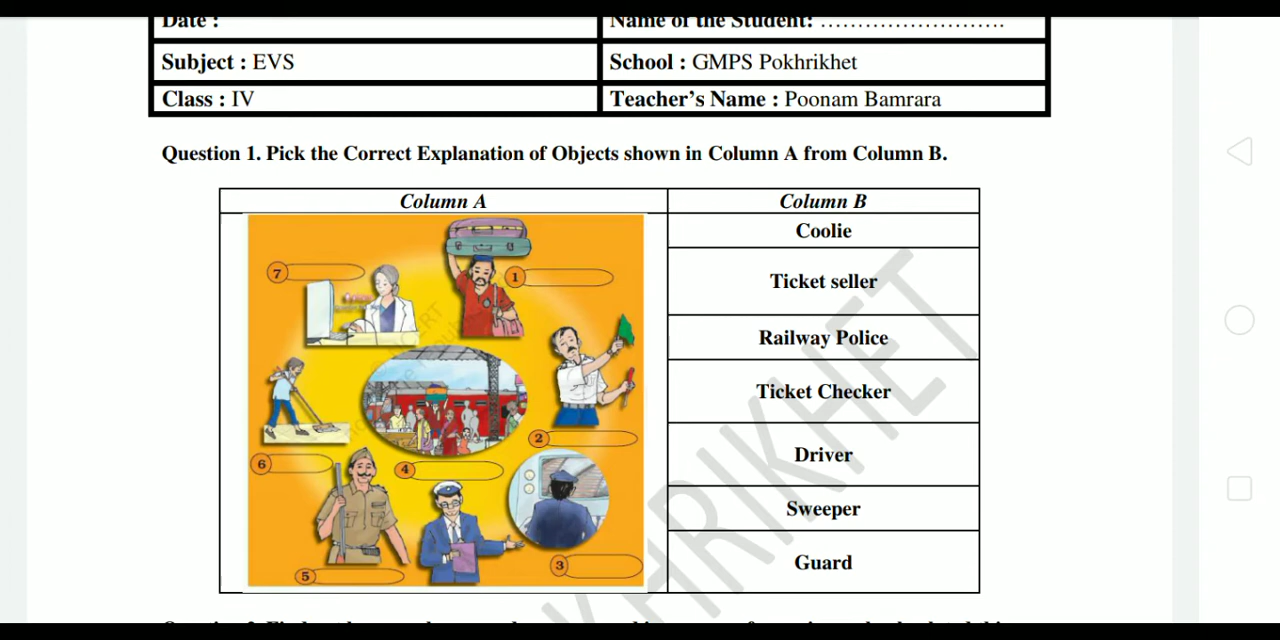 Date :
Name of the Student: ………………………
Subject : EVS
School : GMPS Pokhrikhet
Class : IV
Teacher’s Name : Poonam Bamrara
Question 1. Pick the Correct Explanation of Objects shown in Column A from Column B.
Column A
Column B
7
1
2
6
4
5
3
Coolie
Ticket seller
Railway Police
Ticket Checker
Driver
Sweeper
Guard